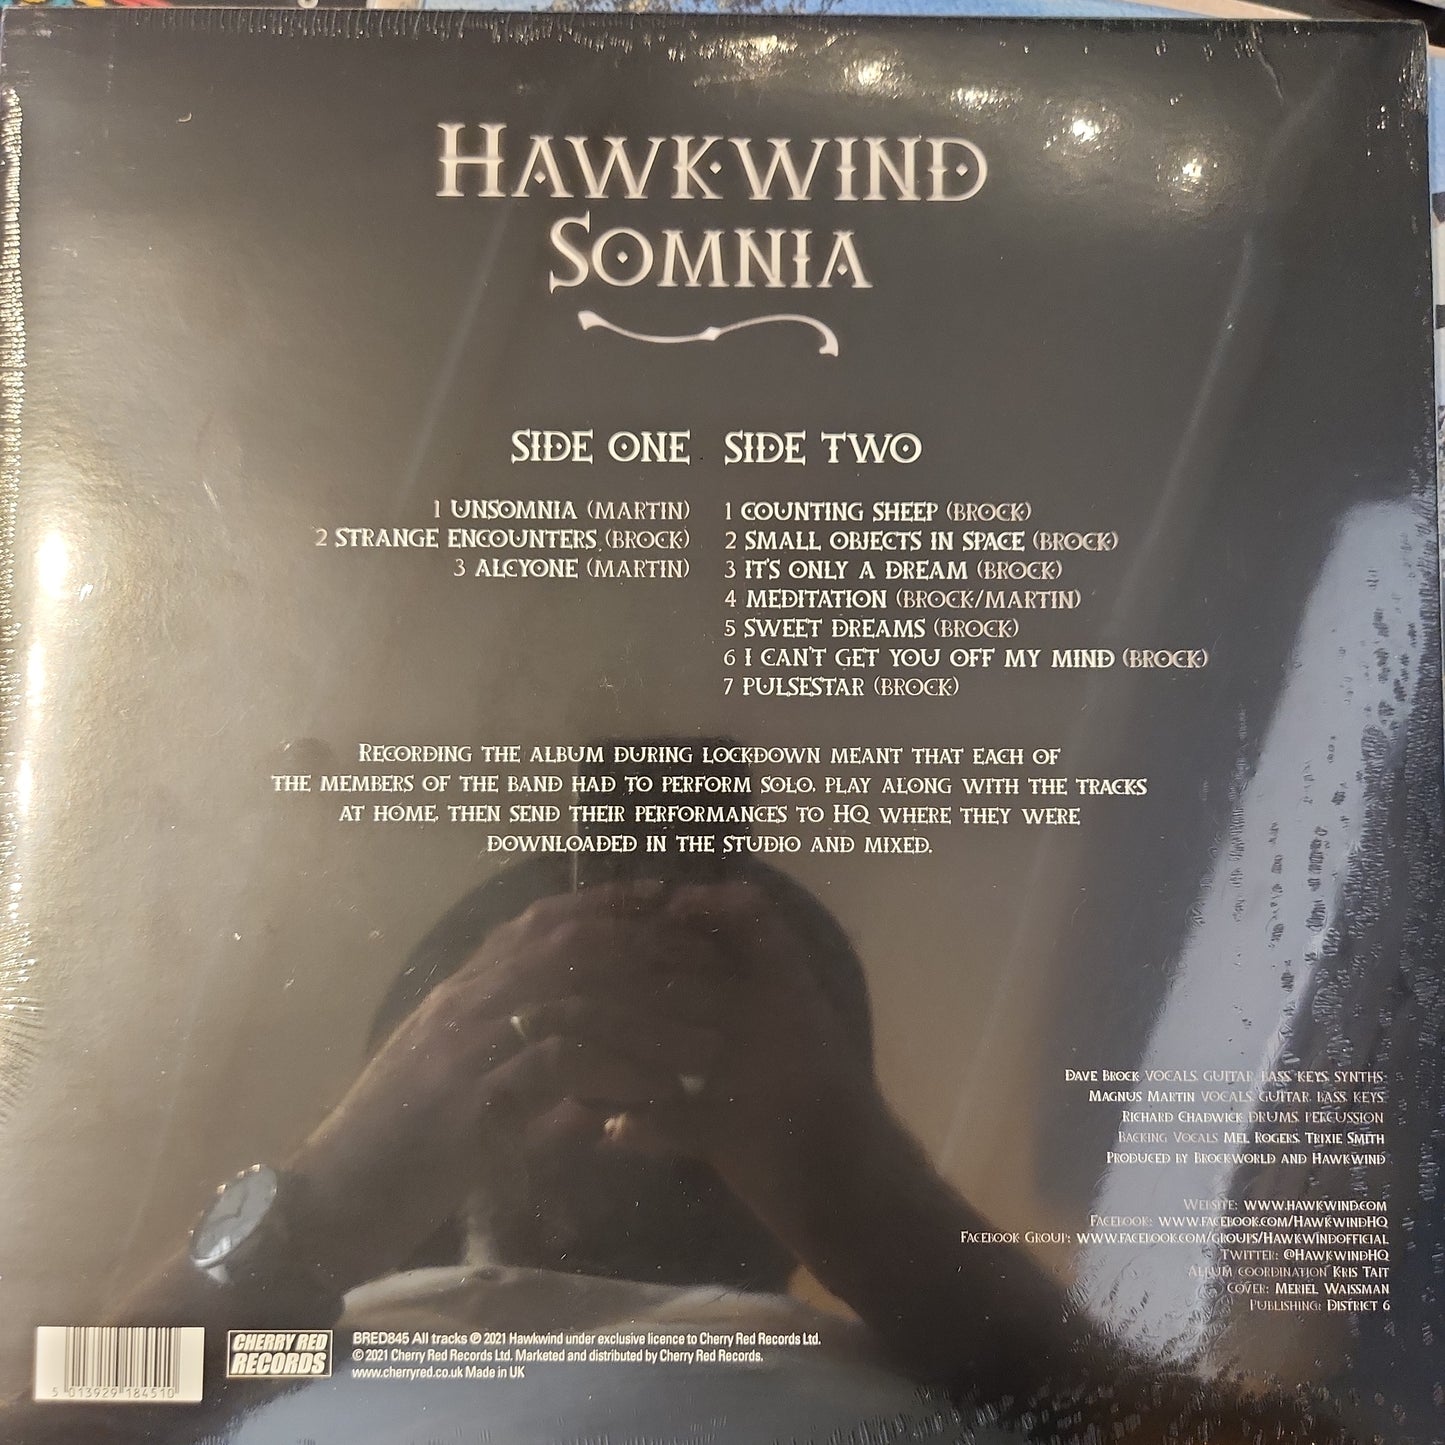 HAWKWIND
SOMNIA
SIDE ONE
1 UNSOMNIA (MARTIN)
2 STRANGE ENCOUNTERS (BROCK)
3 ALCYONE (MARTIN)
SIDE TWO
1 COUNTING SHEEP (BROCK)
2 SMALL OBJECTS IN SPACE (BROCK)
3 IT'S ONLY A DREAM (BROCK)
4 MEDITATION (BROCK/MARTIN)
5 SWEET DREAMS (BROCK)
6 I CAN'T GET YOU OFF MY MIND (BROCK)
7 PULSESTAR (BROCK)
RECORDING THE ALBUM DURING LOCKDOWN MEANT THAT EACH OF
THE MEMBERS OF THE BAND HAD TO PERFORM SOLO, PLAY ALONG WITH THE TRACKS
AT HOME, THEN SEND THEIR PERFORMANCES TO HQ WHERE THEY WERE
DOWNLOADED IN THE STUDIO AND MIXED.
DAVE BROCK VOCALS, GUITAR, BASS, KEYS, SYNTHS
MAGNUS MARTIN VOCALS, GUITAR, BASS, KEYS
RICHARD CHADWICK DRUMS, PERCUSSION
BACKING VOCALS MEL ROGERS, TRIXIE SMITH
PRODUCED BY BROCKWORLD AND HAWKWIND
WEBSITE: WWW.HAWKWIND.COM
FACEBOOK: WWW.FACEBOOK.COM/HAWKWINDHQ
FACEBOOK GROUP: WWW.FACEBOOK.COM/GROUPS/HAWKWINDOFFICIAL
TWITTER: @HAWKWINDHQ
ALBUM COORDINATION KRIS TAIT
COVER: MERIEL WAISSMAN
PUBLISHING: DISTRICT 6
5 013929 184510
CHERRY RED
RECORDS
BRED845 All tracks ℗ 2021 Hawkwind under exclusive licence to Cherry Red Records Ltd.
© 2021 Cherry Red Records Ltd. Marketed and distributed by Cherry Red Records.
www.cherryred.co.uk Made in UK